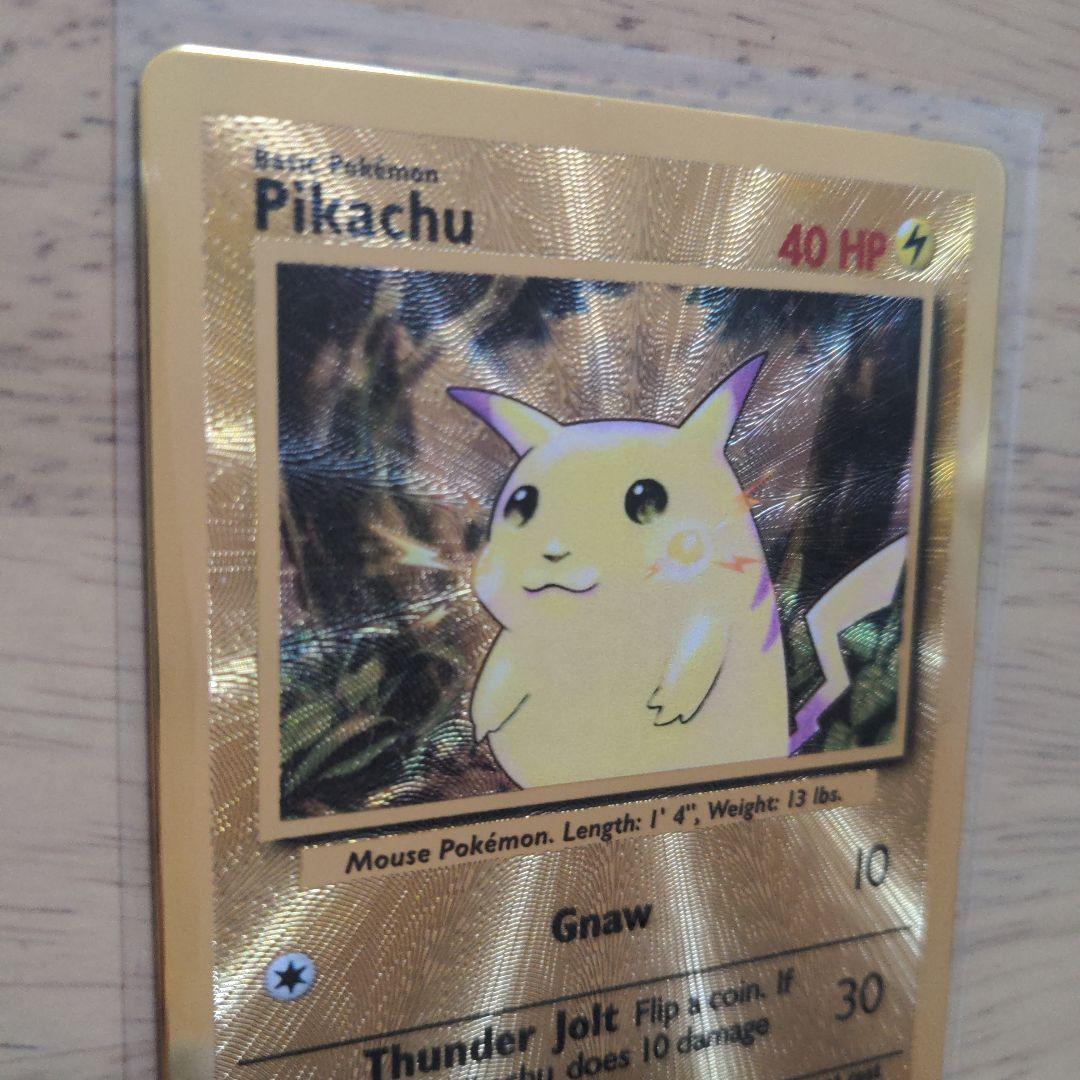 Basic Pokémon
Pikachu
40 HP
Mouse Pokémon. Length: 1' 4", Weight: 13 lbs.
Gnaw 10
Thunder Jolt Flip a coin. If 30
does 10 damage